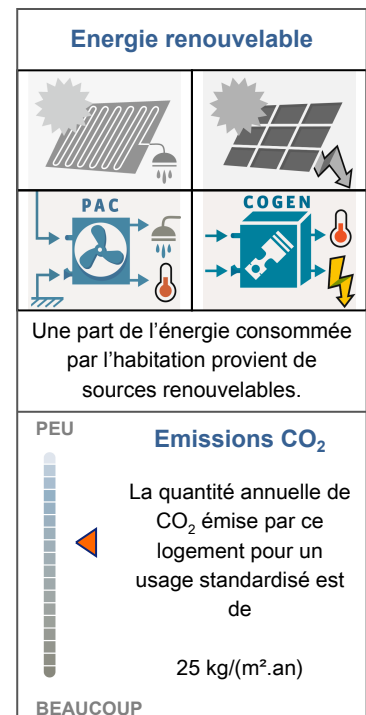 Energie renouvelable
PAC
COGEN
Une part de l'énergie consommée
par l'habitation provient de
sources renouvelables.
PEU
Emissions CO₂
La quantité annuelle de
CO₂ émise par ce
logement pour un
usage standardisé est
de
25 kg/(m².an)
BEAUCOUP